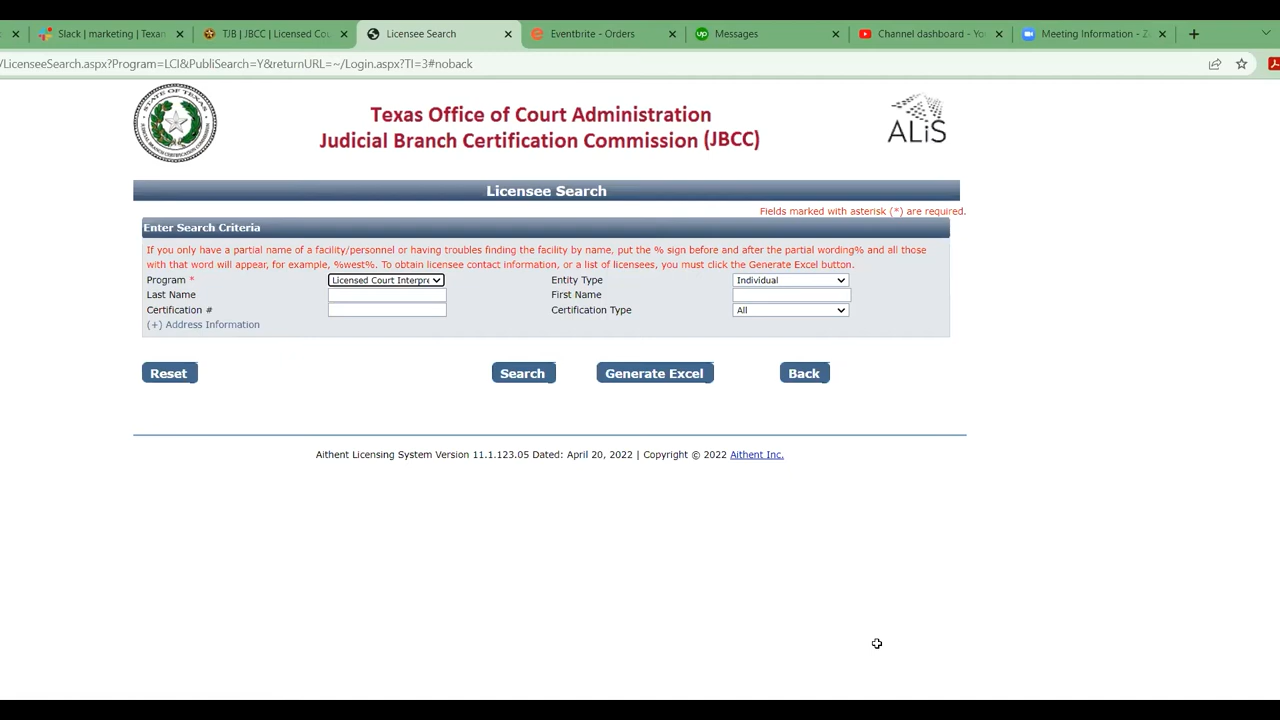 Slack | marketing | Texan
TJB | JBCC | Licensed Cou
Licensee Search
Eventbrite - Orders
Messages
Channel dashboard - Yo
Meeting Information - Z
/LicenseeSearch.aspx?Program=LCI&PubliSearch=Y&returnURL=~/Login.aspx?TI=3#noback
Texas Office of Court Administration
Judicial Branch Certification Commission (JBCC)
ALiS
Licensee Search
Fields marked with asterisk (*) are required.
Enter Search Criteria
If you only have a partial name of a facility/personnel or having troubles finding the facility by name, put the % sign before and after the partial wording% and all those
with that word will appear, for example, %west%. To obtain licensee contact information, or a list of licensees, you must click the Generate Excel button.
Program * Licensed Court Interpre Entity Type Individual
Last Name First Name
Certification # Certification Type All
(+) Address Information
Reset Search Generate Excel Back
Aithent Licensing System Version 11.1.123.05 Dated: April 20, 2022 | Copyright © 2022 Aithent Inc.